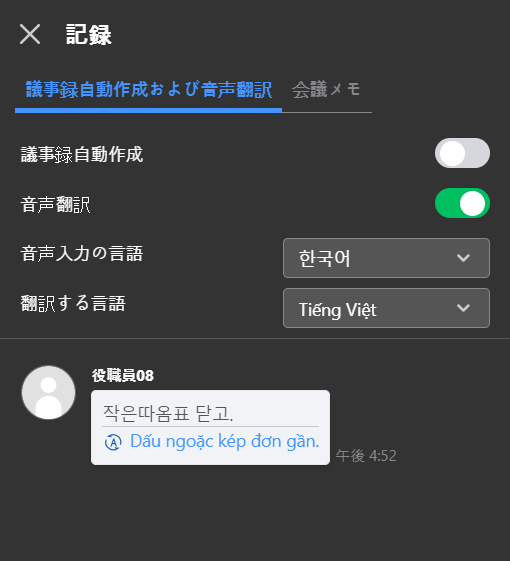 記録
議事録自動作成および音声翻訳 会議メモ
議事録自動作成
音声翻訳
音声入力の言語 한국어
翻訳する言語 Tiếng Việt
役職員08
작은따옴표 닫고.
Dấu ngoặc kép đơn gần.
午後 4:52